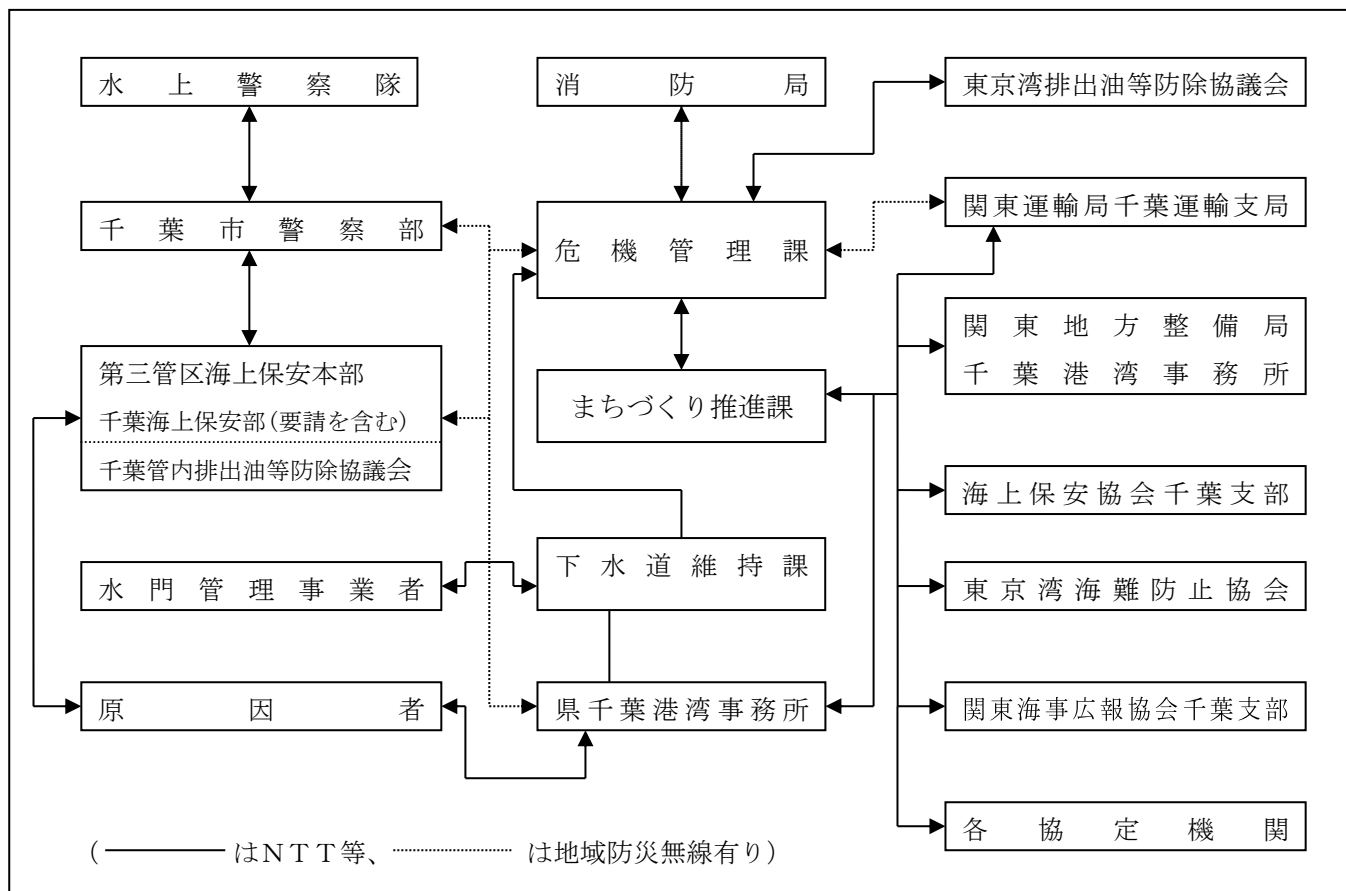 水上警察隊
消防局
東京湾排出油等防除協議会
千葉市警察部
危機管理課
関東運輸局千葉運輸支局
関東地方整備局
千葉港湾事務所
第三管区海上保安本部
千葉海上保安部(要請を含む)
千葉管内排出油等防除協議会
まちづくり推進課
海上保安協会千葉支部
水門管理事業者
下水道維持課
東京湾海難防止協会
原因者
県千葉港湾事務所
関東海事広報協会千葉支部
各協定機関
(――― はＮＴＴ等、………… は地域防災無線有り)